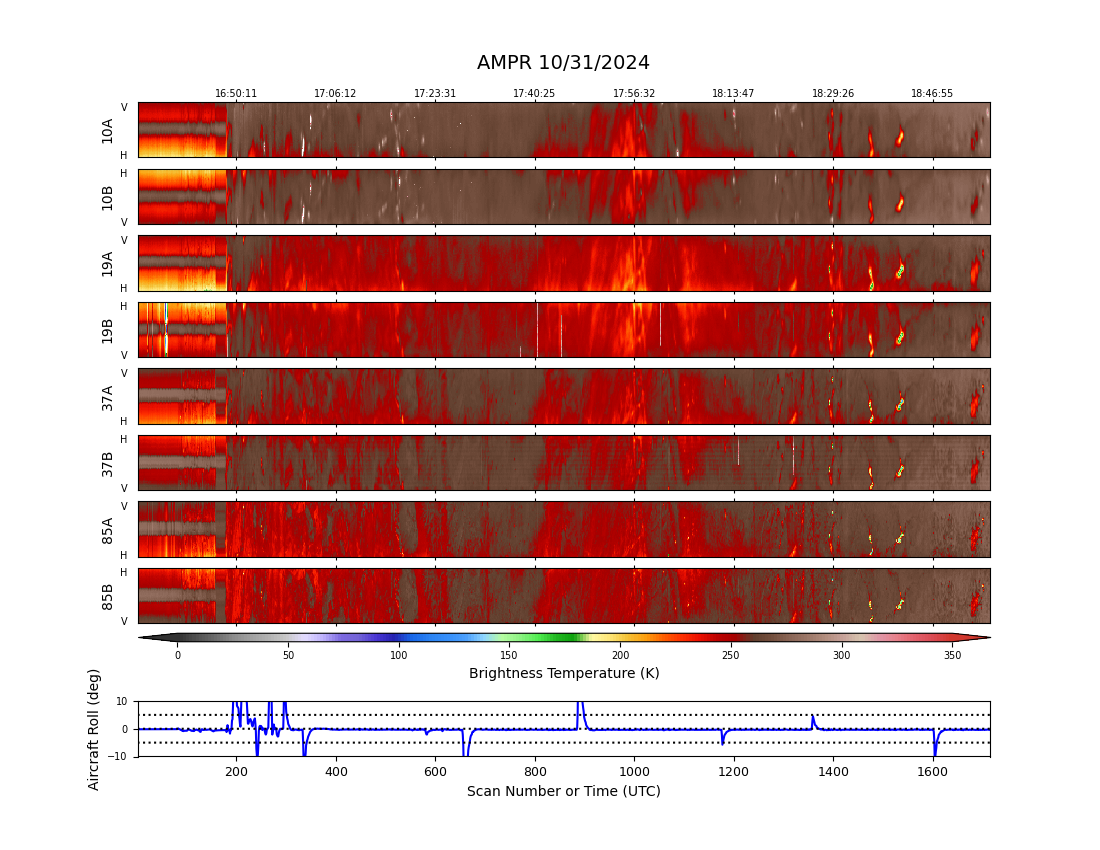 AMPR 10/31/2024
16:50:11 17:06:12 17:23:31 17:40:25 17:56:32 18:13:47 18:29:26 18:46:55
V
10A
H
H
10B
V
V
19A
H
H
19B
V
V
37A
H
H
37B
V
V
85A
H
H
85B
V
0 50 100 150 200 250 300 350
Brightness Temperature (K)
Aircraft Roll (deg)
10
0
−10
200 400 600 800 1000 1200 1400 1600
Scan Number or Time (UTC)